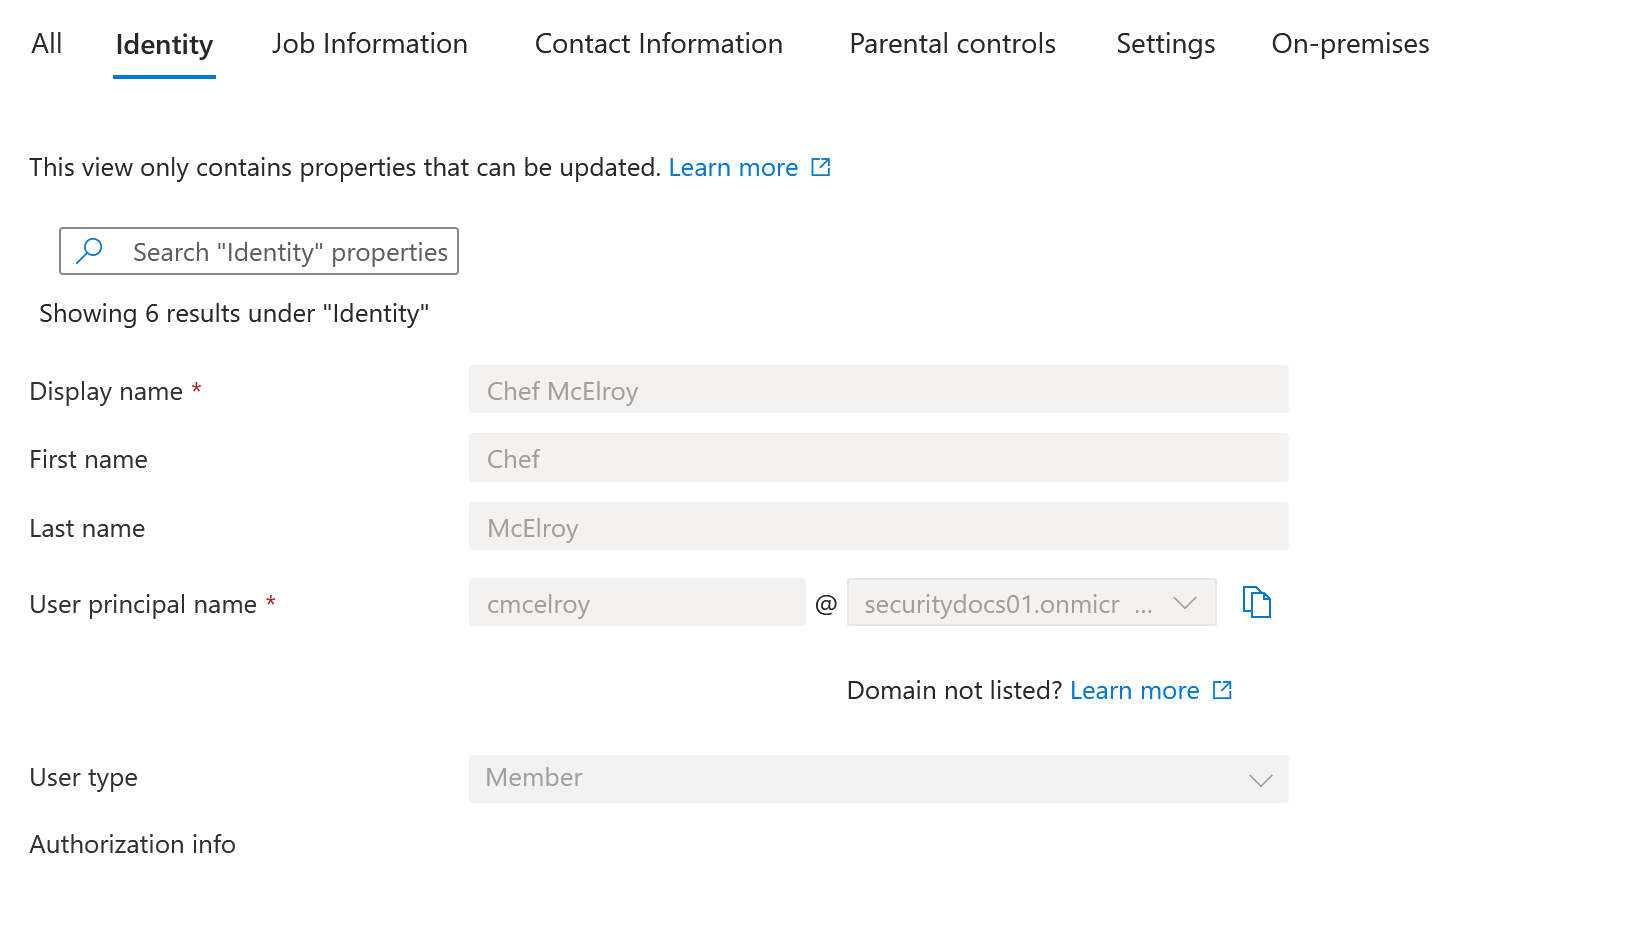 All Identity Job Information Contact Information Parental controls Settings On-premises
This view only contains properties that can be updated. Learn more
Search "Identity" properties
Showing 6 results under "Identity"
Display name * Chef McElroy
First name Chef
Last name McElroy
User principal name * cmcelroy @ securitydocs01.onmicr ...
Domain not listed? Learn more
User type Member
Authorization info